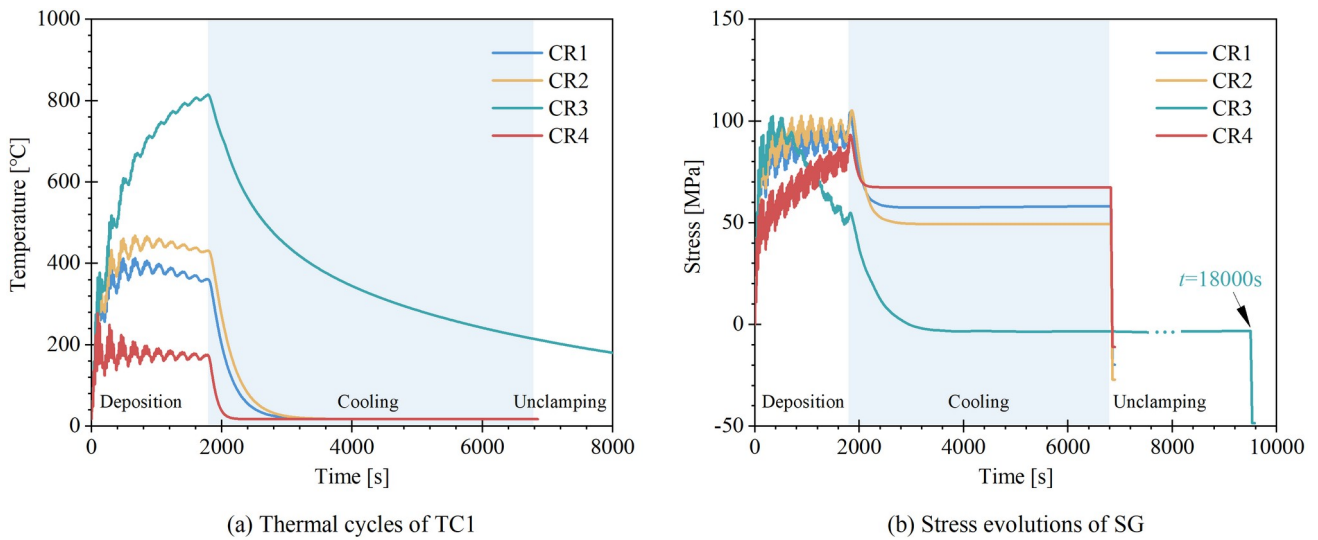 1000
800
600
400
200
0
Temperature [°C]
CR1
CR2
CR3
CR4
Deposition
Cooling
Unclamping
0
2000
4000
6000
8000
Time [s]
(a) Thermal cycles of TC1
150
100
50
0
-50
Stress [MPa]
CR1
CR2
CR3
CR4
t=18000s
Deposition
Cooling
Unclamping
0
2000
4000
6000
8000
10000
Time [s]
(b) Stress evolutions of SG